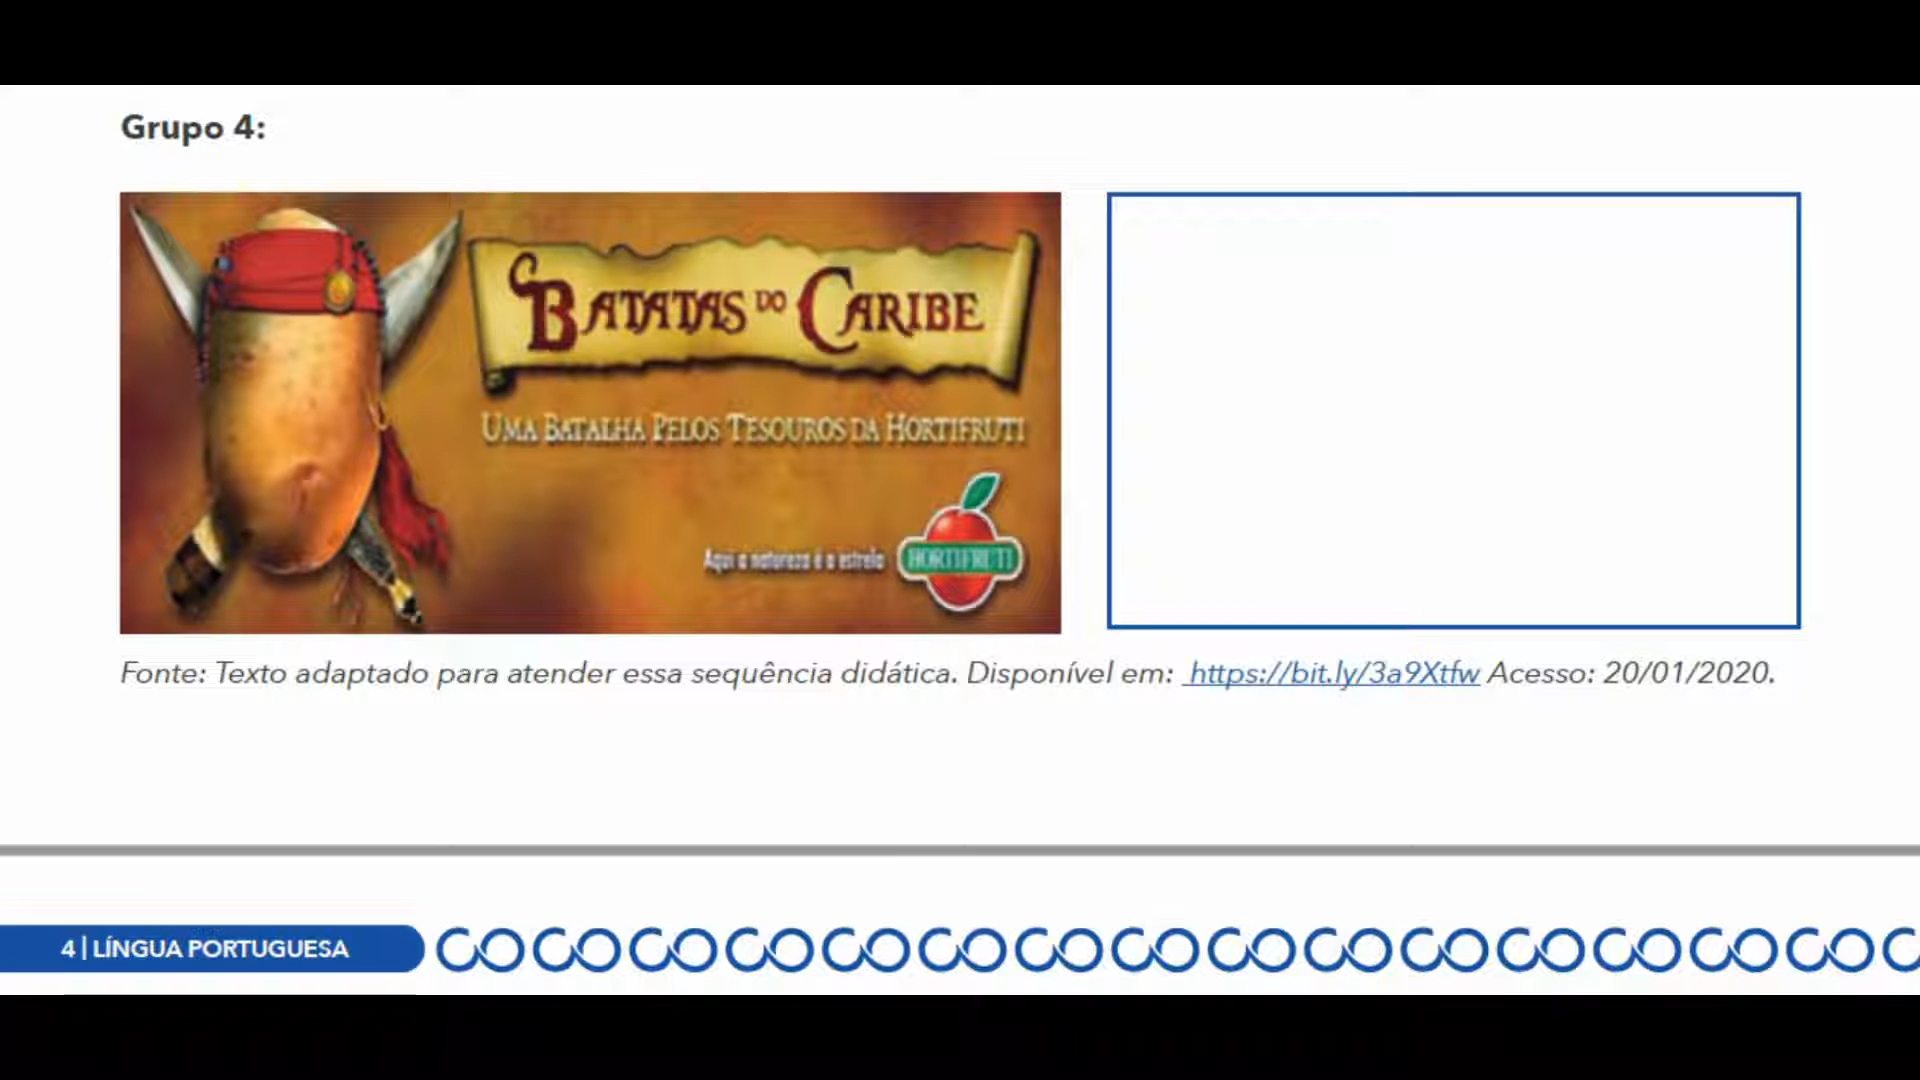 Grupo 4:
BATATAS DO CARIBE
UMA BATALHA PELOS TESOUROS DA HORTIFRUTI
Aqui a natureza é a estrela
HORTIFRUTI
Fonte: Texto adaptado para atender essa sequência didática. Disponível em: https://bit.ly/3a9Xtfw Acesso: 20/01/2020.
4 | LÍNGUA PORTUGUESA